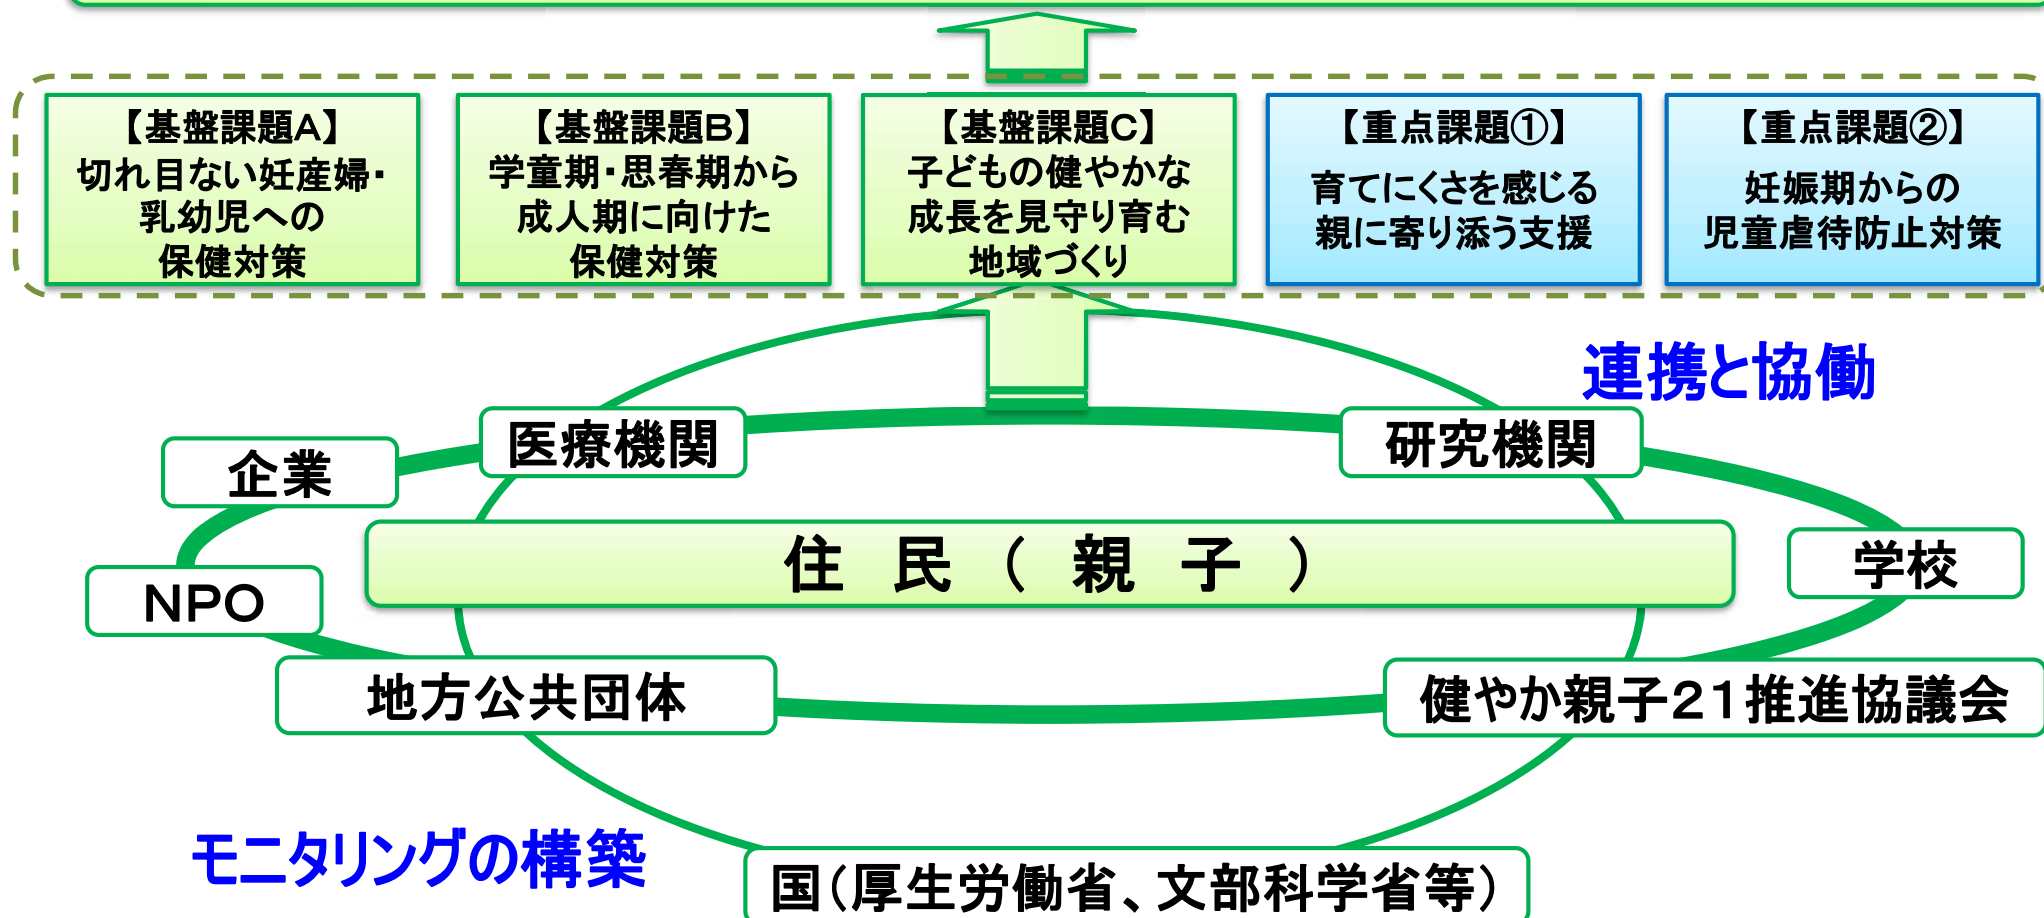 【基盤課題A】
切れ目ない妊産婦・
乳幼児への
保健対策
【基盤課題B】
学童期・思春期から
成人期に向けた
保健対策
【基盤課題C】
子どもの健やかな
成長を見守り育む
地域づくり
【重点課題①】
育てにくさを感じる
親に寄り添う支援
【重点課題②】
妊娠期からの
児童虐待防止対策
連携と協働
医療機関
研究機関
企業
住民（親子）
学校
NPO
地方公共団体
健やか親子２１推進協議会
モニタリングの構築
国（厚生労働省、文部科学省等）